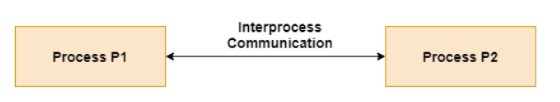 Interprocess
Communication
Process P1
Process P2